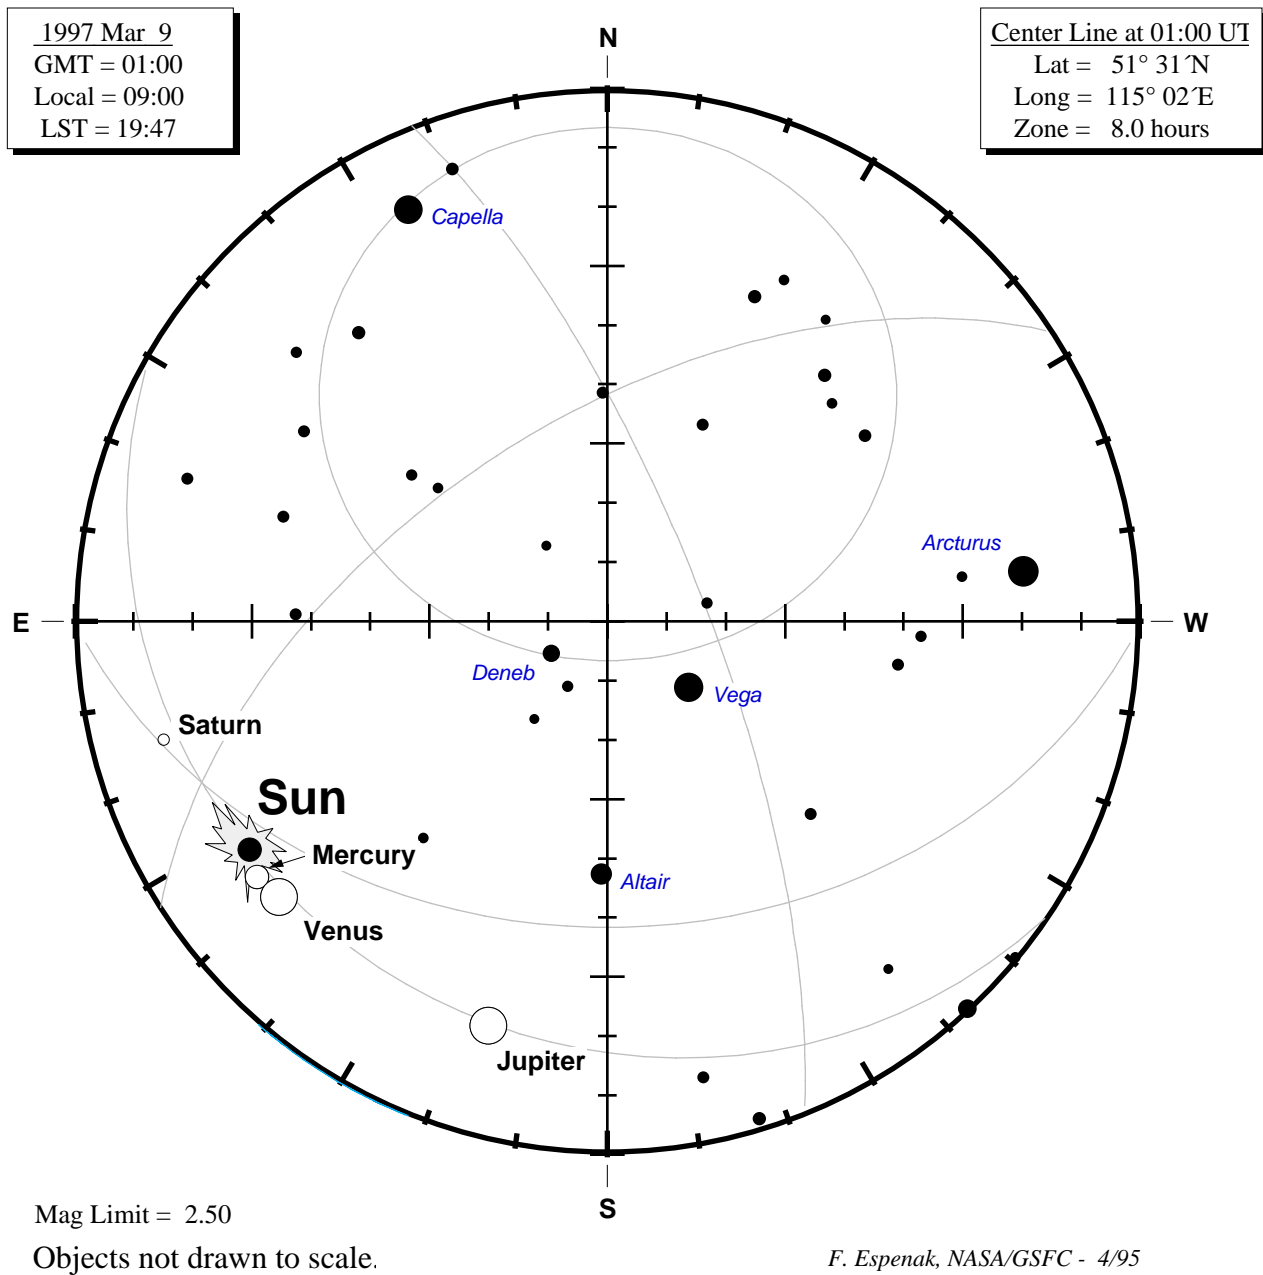 1997 Mar 9
GMT = 01:00
Local = 09:00
LST = 19:47
Center Line at 01:00 UT
Lat = 51° 31´N
Long = 115° 02´E
Zone = 8.0 hours
N
Capella
Arcturus
E
W
Deneb
Vega
Saturn
Sun
Mercury
Altair
Venus
Jupiter
S
Mag Limit = 2.50
Objects not drawn to scale.
F. Espenak, NASA/GSFC - 4/95